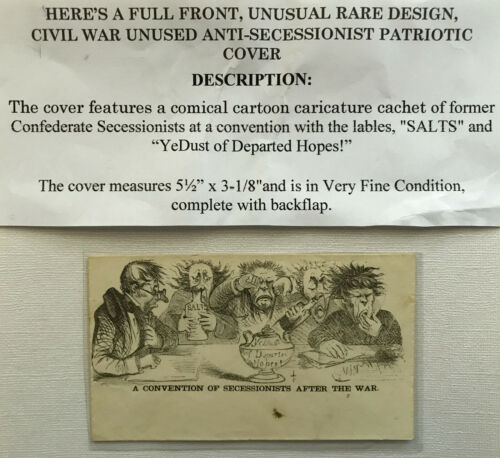 HERE'S A FULL FRONT, UNUSUAL RARE DESIGN,
CIVIL WAR UNUSED ANTI-SECESSIONIST PATRIOTIC
COVER
DESCRIPTION:
The cover features a comical cartoon caricature cachet of former
Confederate Secessionists at a convention with the lables, "SALTS" and
“YeDust of Departed Hopes!”
The cover measures 5½” x 3-1/8"and is in Very Fine Condition,
complete with backflap.
SALTS
A CONVENTION OF SECESSIONISTS AFTER THE WAR.